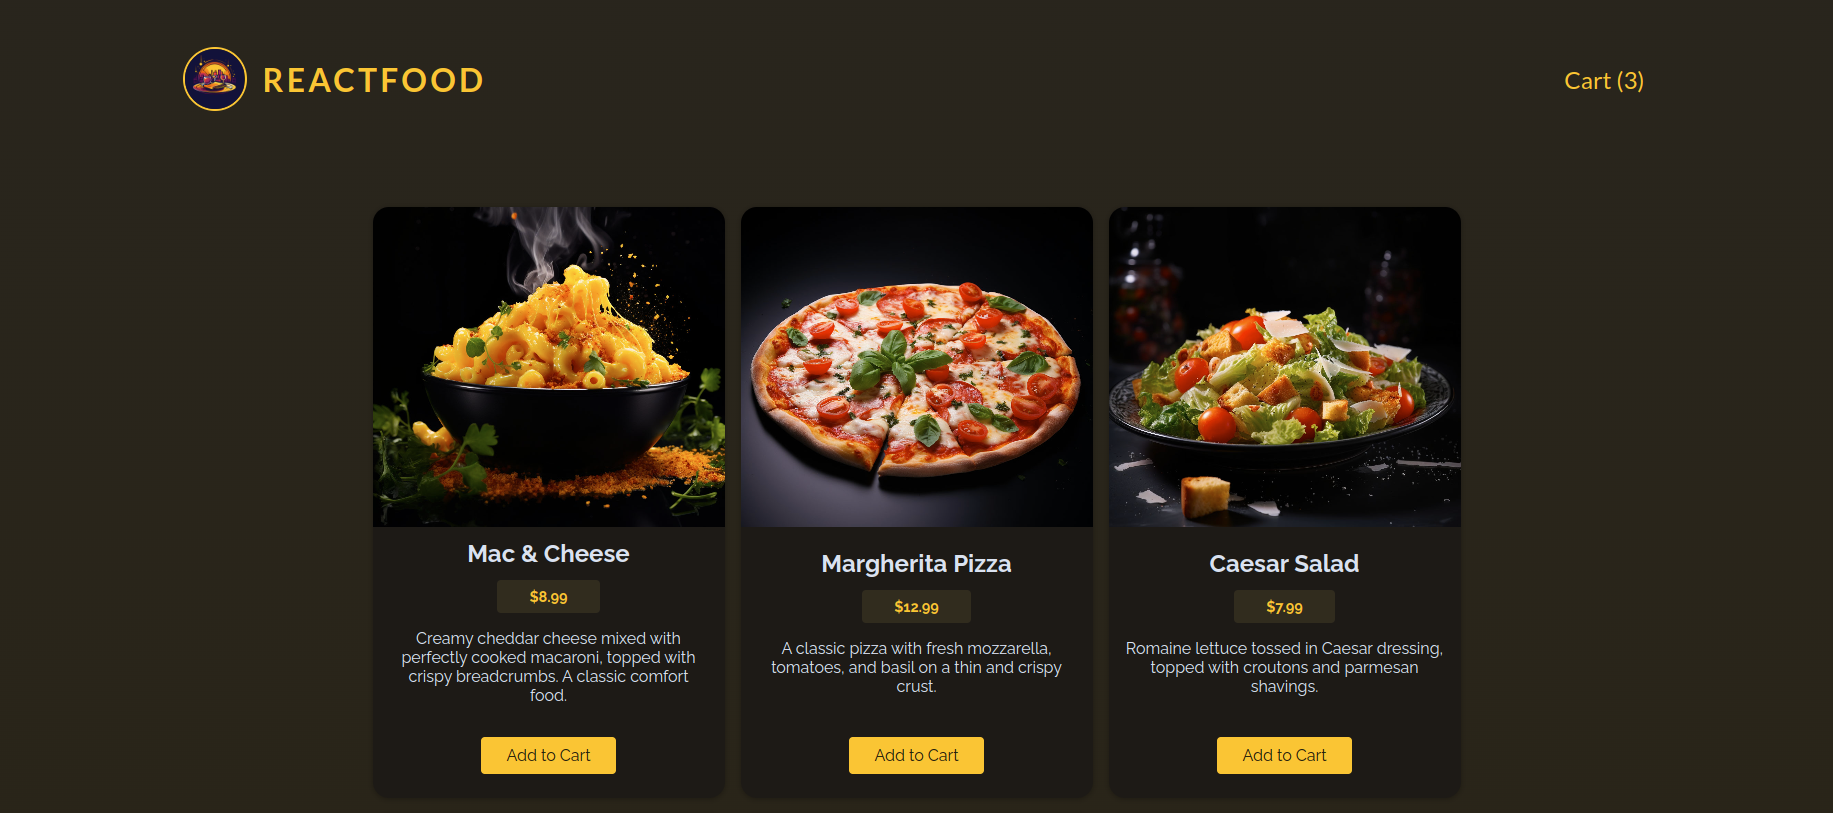 REACTFOOD
Cart (3)
Mac & Cheese
$8.99
Creamy cheddar cheese mixed with
perfectly cooked macaroni, topped with
crispy breadcrumbs. A classic comfort
food.
Add to Cart
Margherita Pizza
$12.99
A classic pizza with fresh mozzarella,
tomatoes, and basil on a thin and crispy
crust.
Add to Cart
Caesar Salad
$7.99
Romaine lettuce tossed in Caesar dressing,
topped with croutons and parmesan
shavings.
Add to Cart